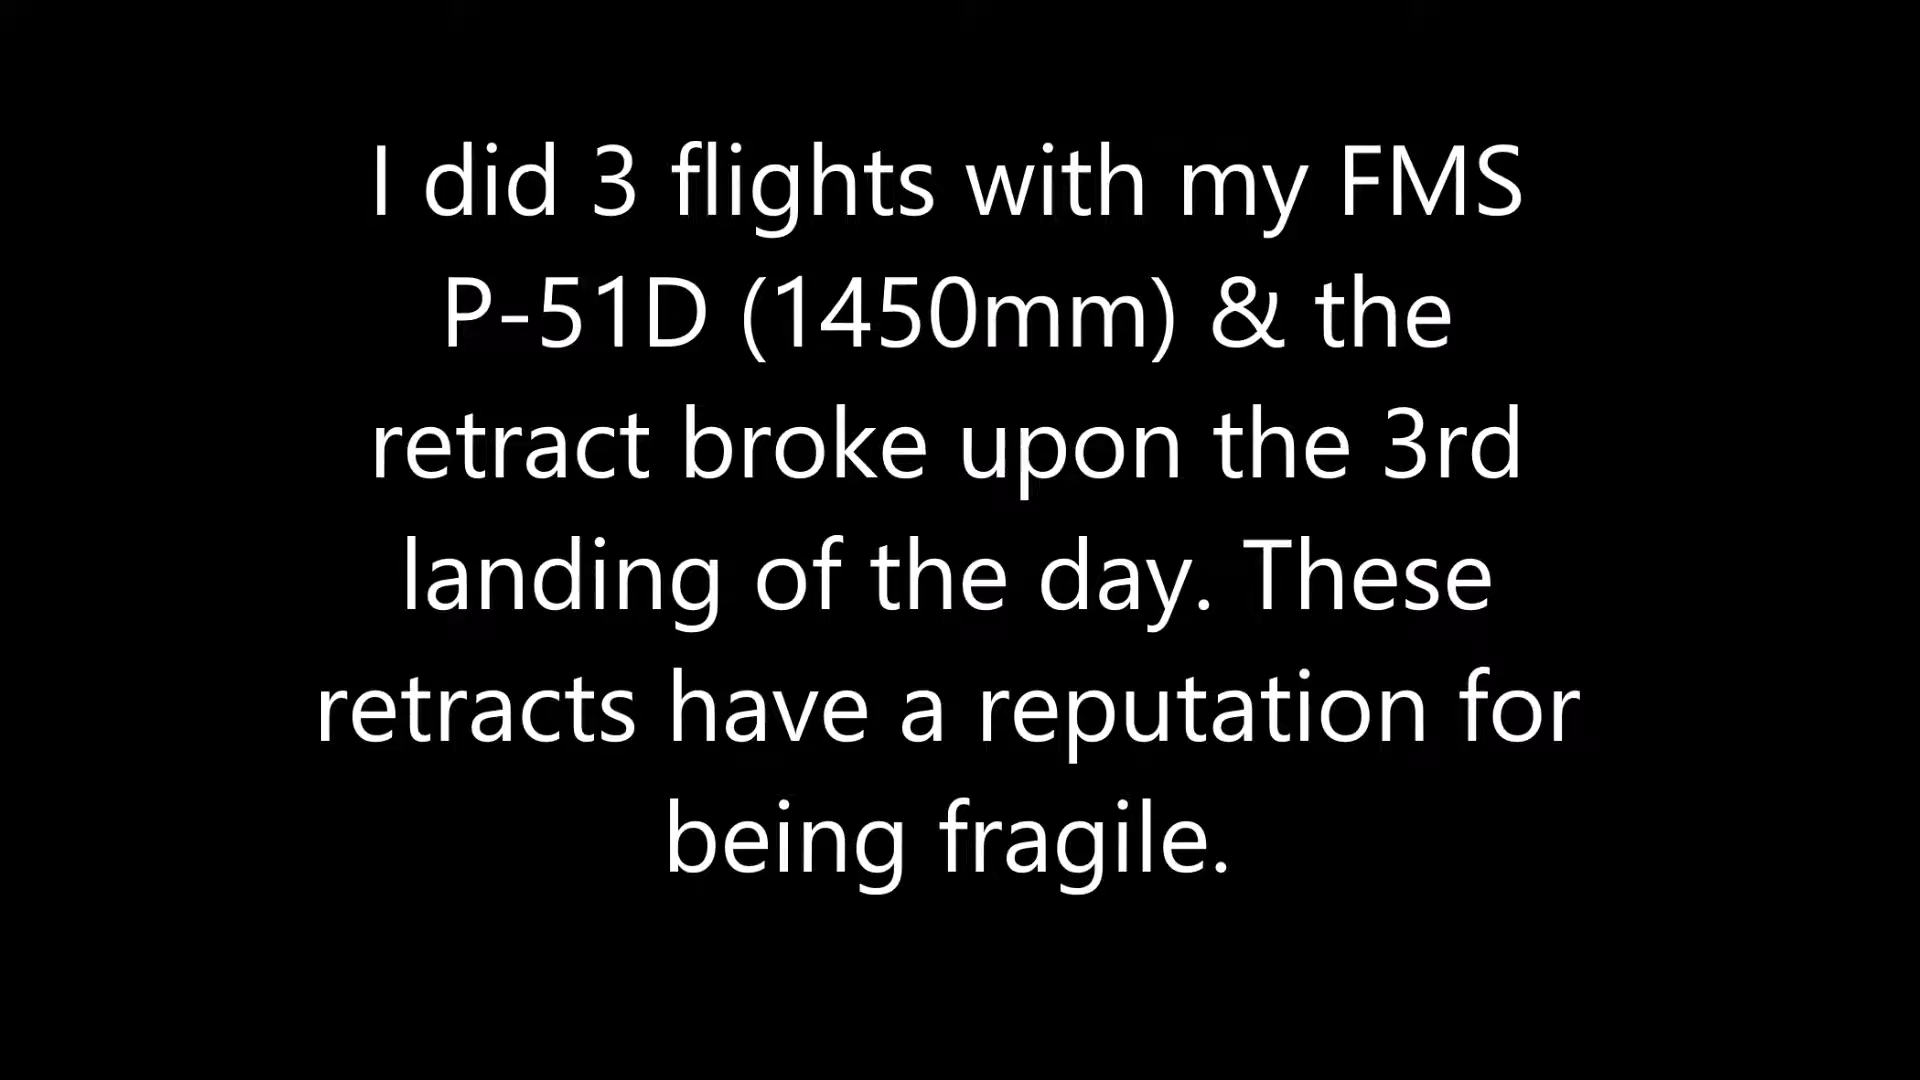 I did 3 flights with my FMS
P-51D (1450mm) & the
retract broke upon the 3rd
landing of the day. These
retracts have a reputation for
being fragile.